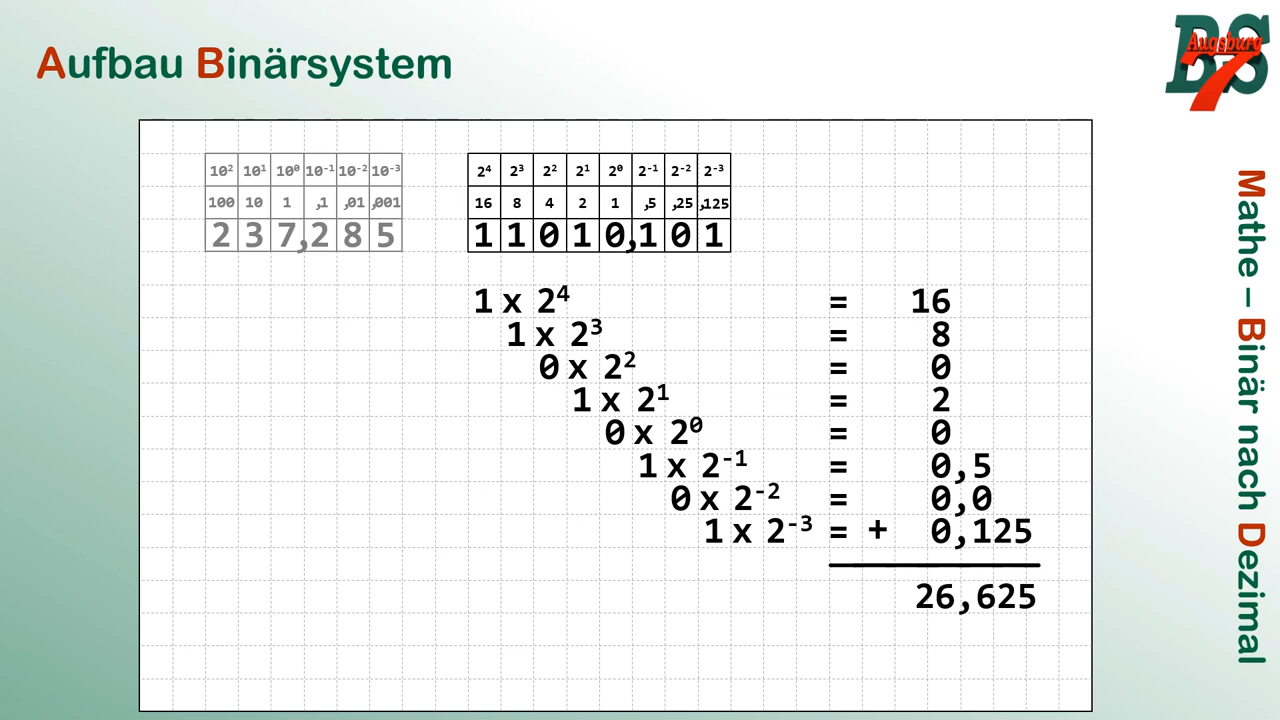 Aufbau Binärsystem
BS
Augsburg
7
10² 10¹ 10⁰ 10⁻¹ 10⁻² 10⁻³
100 10 1 ,1 ,01 ,001
2 3 7,2 8 5
2⁴ 2³ 2² 2¹ 2⁰ 2⁻¹ 2⁻² 2⁻³
16 8 4 2 1 ,5 ,25 ,125
1 1 0 1 0,1 0 1
1 x 2⁴ = 16
1 x 2³ = 8
0 x 2² = 0
1 x 2¹ = 2
0 x 2⁰ = 0
1 x 2⁻¹ = 0,5
0 x 2⁻² = 0,0
1 x 2⁻³ = + 0,125
26,625
Mathe – Binär nach Dezimal